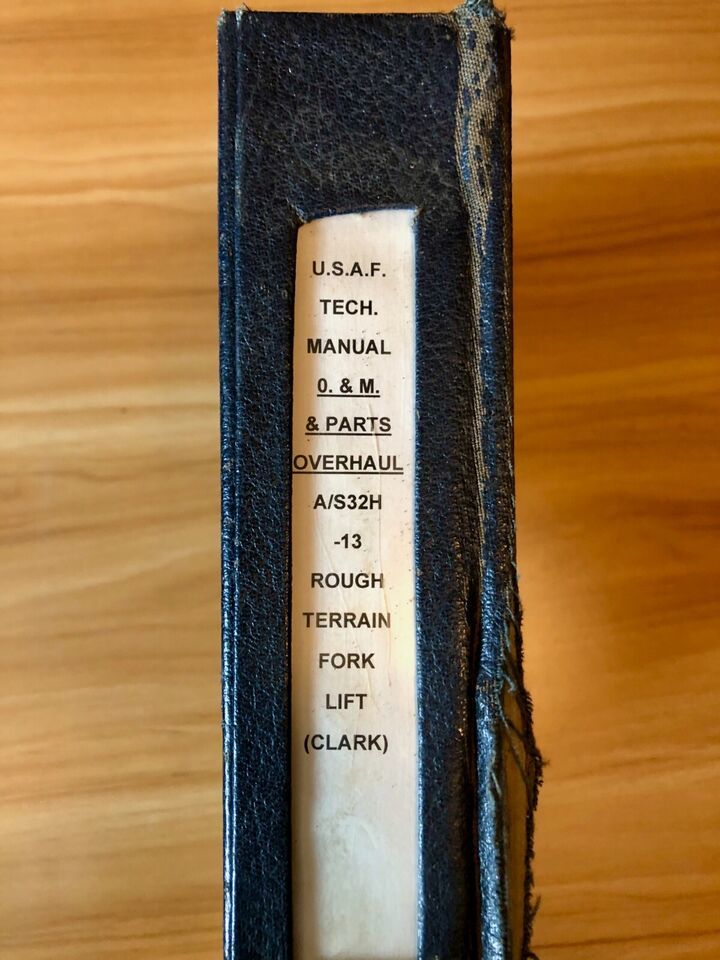 U.S.A.F.
TECH.
MANUAL
0. & M.
& PARTS
OVERHAUL
A/S32H
-13
ROUGH
TERRAIN
FORK
LIFT
(CLARK)